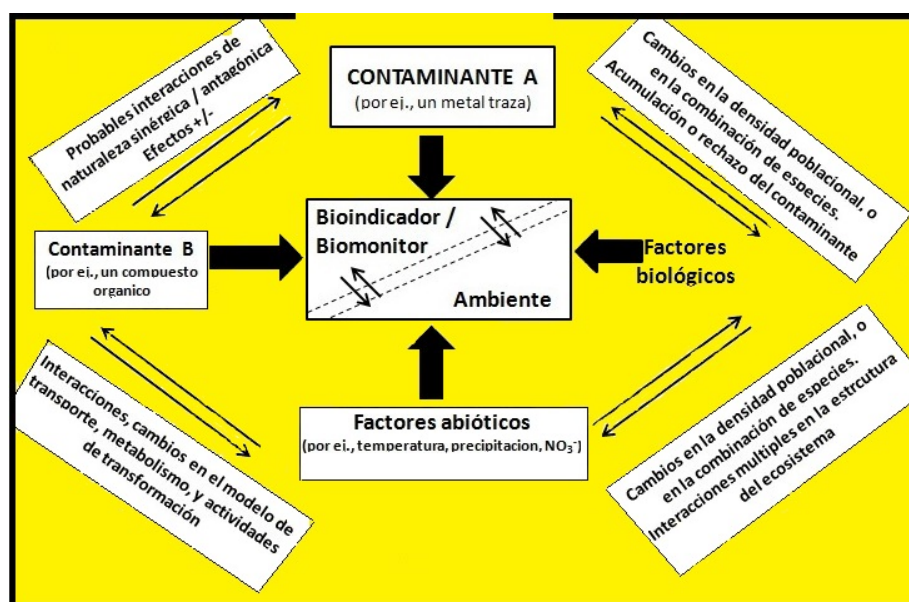 Probables interacciones de
naturaleza sinérgica / antagónica
Efectos +/-
CONTAMINANTE A
(por ej., un metal traza)
Cambios en la densidad poblacional, o
en la combinación de especies.
Acumulación o rechazo del contaminante
Contaminante B
(por ei., un compuesto
organico
Bioindicador /
Biomonitor
Ambiente
Factores
biológicos
Interacciones, cambios en el modelo de
transporte, metabolismo, y actividades
de transformación
Factores abióticos
(por ei., temperatura, precipitacion, NO₃⁻)
Cambios en la densidad poblacional, o
en la combinación de especies.
Interacciones multiples en la estrcutura
del ecosistema